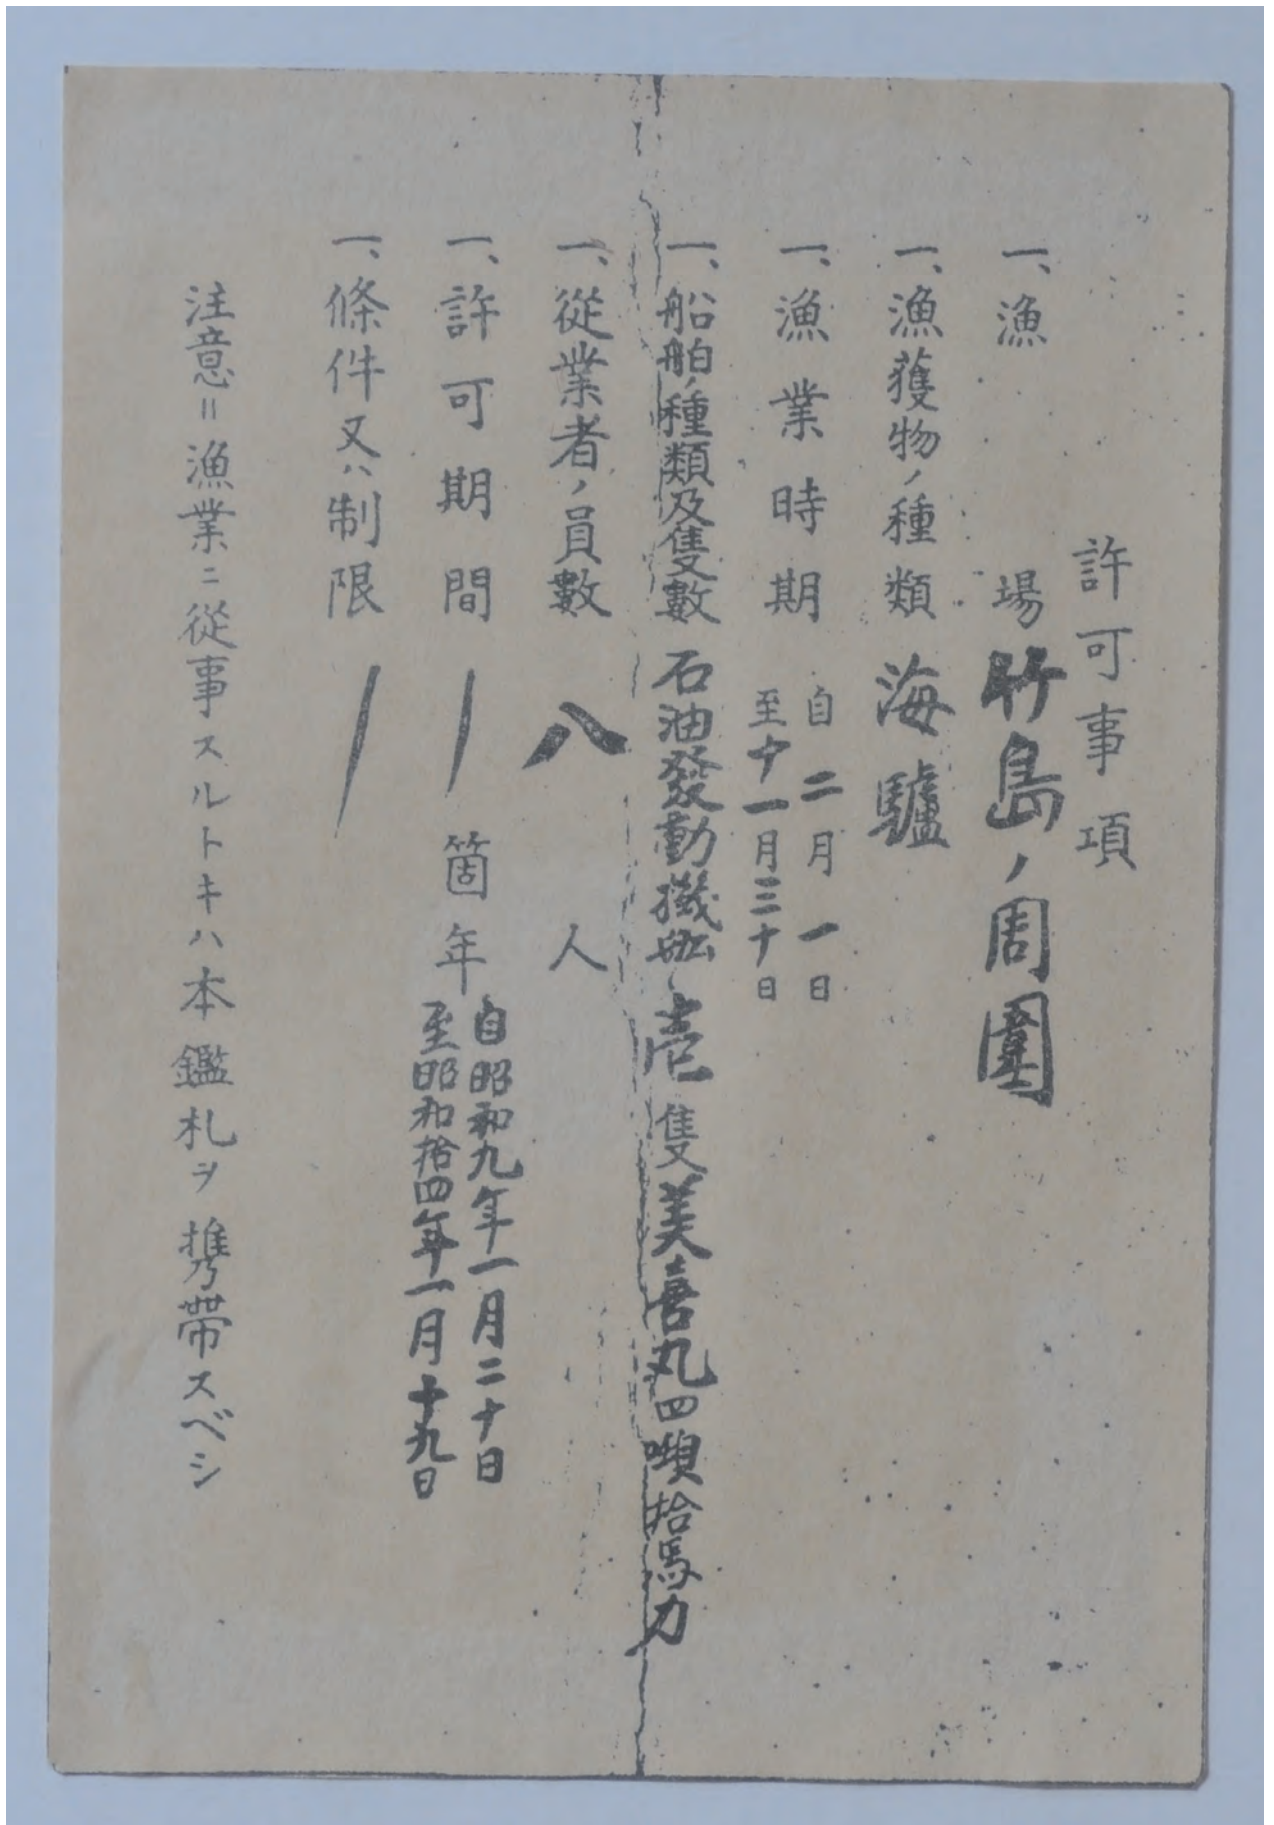 許可事項
一、漁場 竹島ノ周圍
一、漁獲物ノ種類 海驢
一、漁業時期 自 二月 一日
至 十一月三十日
一、船舶ノ種類及隻數 石油發動機舩 壱隻 美喜丸 四噸 拾馬力
一、從業者ノ員數 八人
一、許可期間 箇年 自昭和九年一月二十日
至昭和拾四年一月十九日
一、條件又ハ制限
注意=漁業ニ從事スルトキハ本鑑札ヲ携帶スベシ